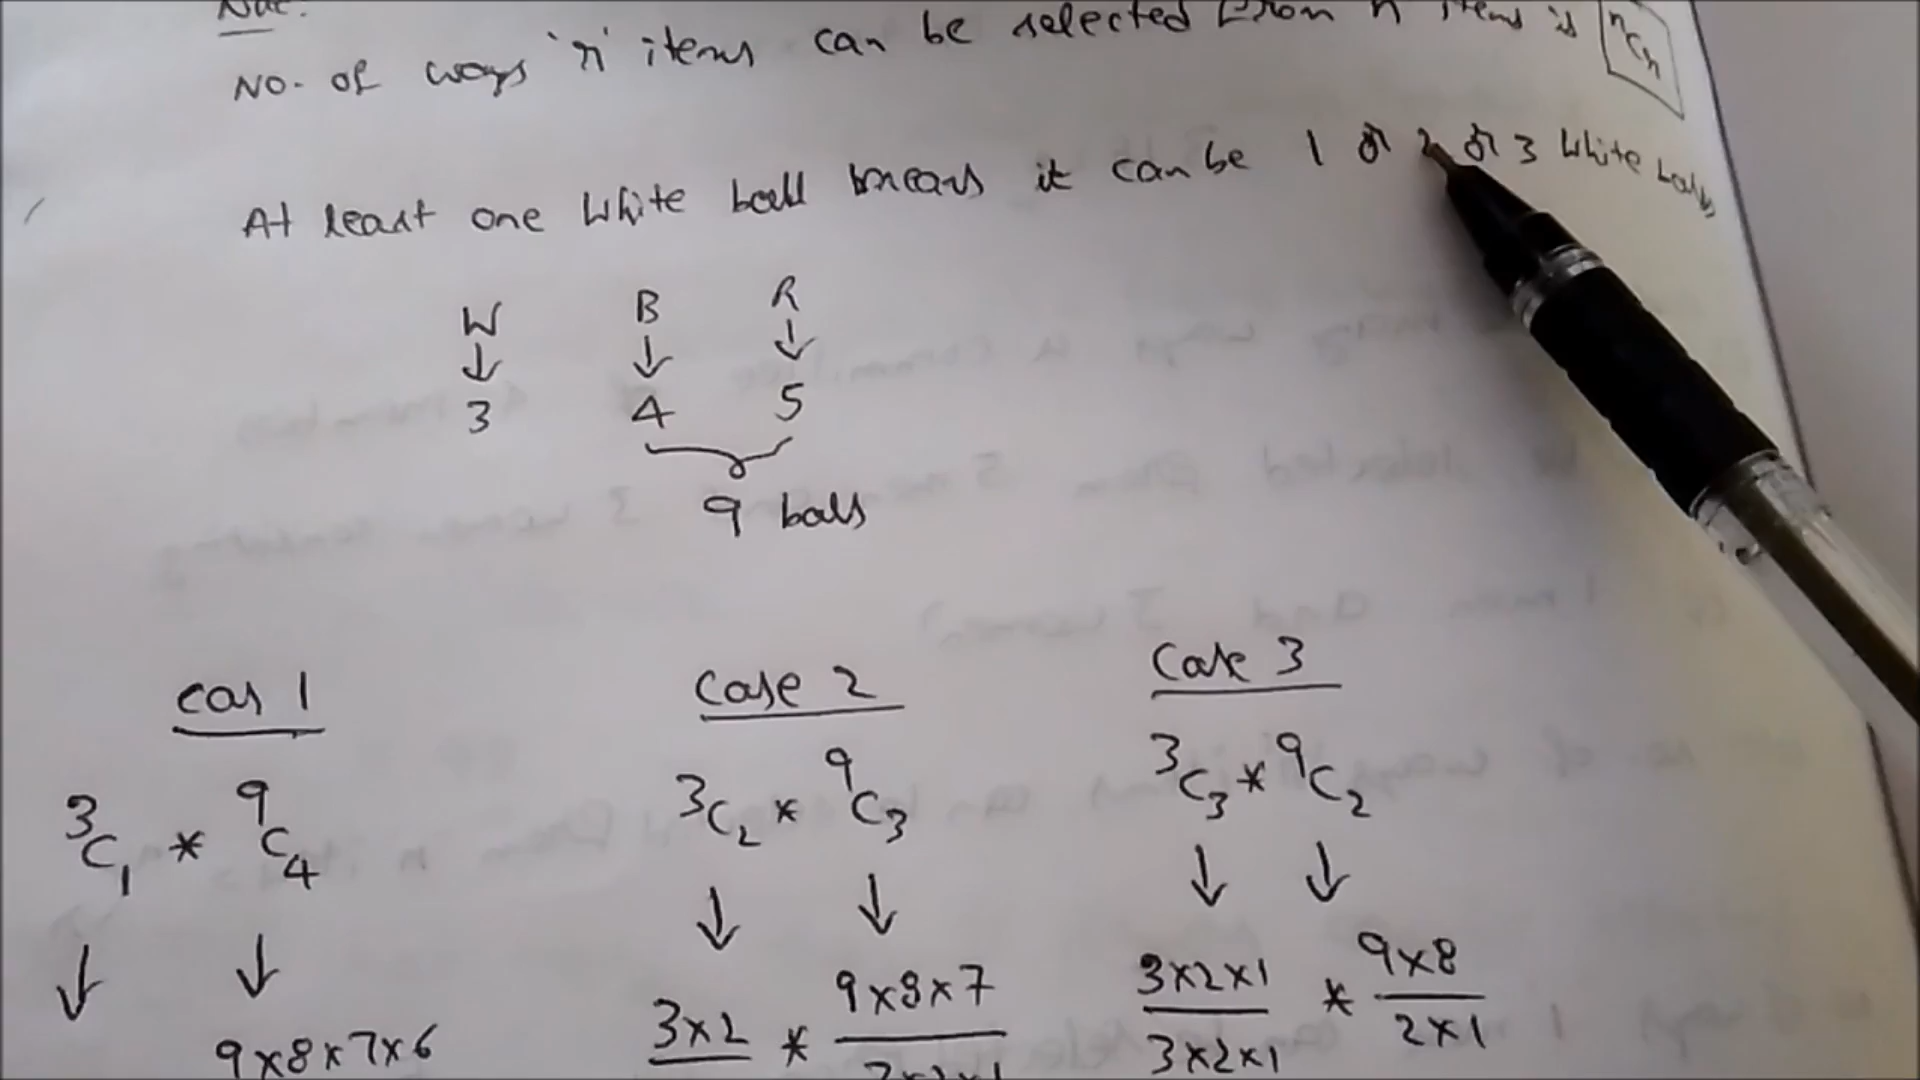 No. of ways 'r' items can be selected from n items is nCr
At least one white ball means it can be 1 or 2 or 3 white balls
W B R
↓ ↓ ↓
3 4 5
9 balls
cas 1 Case 2 Case 3
³C₁ * ⁹C₄ ³C₂ * ⁹C₃ ³C₃ * ⁹C₂
↓ ↓ ↓ ↓ ↓ ↓
9x8x7x6 3x2 * 9x8x7 3x2x1 * 9x8
3x2x1 2x1